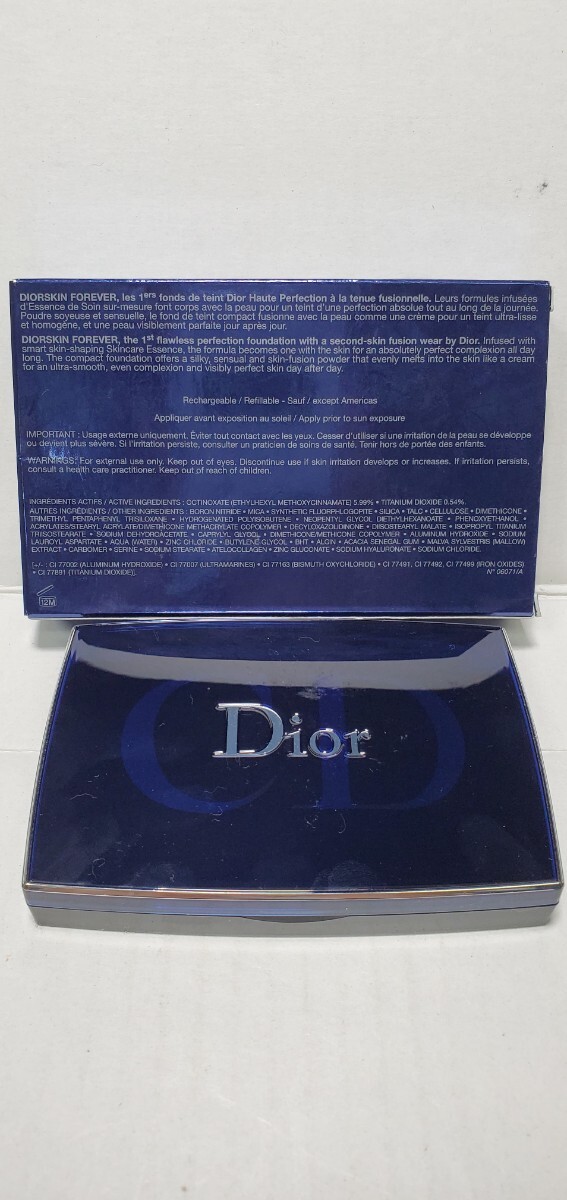 DIORSKIN FOREVER, les 1ers fonds de teint Dior Haute Perfection à la tenue fusionnelle. Leurs formules infusées
d'Essence de Soin sur-mesure font corps avec la peau pour un teint d'une perfection absolue tout au long de la journée.
Poudre soyeuse et sensuelle, le fond de teint compact fusionne avec la peau comme une crème pour un teint ultra-lisse
et homogène, et une peau visiblement parfaite jour après jour.
DIORSKIN FOREVER, the 1st flawless perfection foundation with a second-skin fusion wear by Dior. Infused with
smart skin-shaping Skincare Essence, the formula becomes one with the skin for an absolutely perfect complexion all day
long. The compact foundation offers a silky, sensual and skin-fusion powder that evenly melts into the skin like a cream
for an ultra-smooth, even complexion and visibly perfect skin day after day.
Rechargeable / Refillable - Sauf / except Americas
Appliquer avant exposition au soleil / Apply prior to sun exposure
IMPORTANT : Usage externe uniquement. Éviter tout contact avec les yeux. Cesser d'utiliser si une irritation de la peau se développe
ou devient plus sévère. Si l'irritation persiste, consulter un praticien de soins de santé. Tenir hors de portée des enfants.
WARNINGS: For external use only. Keep out of eyes. Discontinue use if skin irritation develops or increases. If irritation persists,
consult a health care practitioner. Keep out of reach of children.
INGRÉDIENTS ACTIFS / ACTIVE INGREDIENTS : OCTINOXATE (ETHYLHEXYL METHOXYCINNAMATE) 5.99% • TITANIUM DIOXIDE 0.54%.
AUTRES INGRÉDIENTS / OTHER INGREDIENTS : BORON NITRIDE • MICA • SYNTHETIC FLUORPHLOGOPITE • SILICA • TALC • CELLULOSE • DIMETHICONE •
TRIMETHYL PENTAPHENYL TRISILOXANE • HYDROGENATED POLYISOBUTENE • NEOPENTYL GLYCOL DIETHYLHEXANOATE • PHENOXYETHANOL •
ACRYLATES/STEARYL ACRYLATE/DIMETHICONE METHACRYLATE COPOLYMER • DECYLOXAZOLIDINONE • DISOSTEARYL MALATE • ISOPROPYL TITANIUM
TRIISOSTEARATE • SODIUM DEHYDROACETATE • CAPRYLYL GLYCOL • DIMETHICONE/METHICONE COPOLYMER • ALUMINUM HYDROXIDE • SODIUM
LAUROYL ASPARTATE • AQUA (WATER) • ZINC CHLORIDE • BUTYLENE GLYCOL • BHT • ALGIN • ACACIA SENEGAL GUM • MALVA SYLVESTRIS (MALLOW)
EXTRACT • CARBOMER • SERINE • SODIUM STEARATE • ATELOCOLLAGEN • ZINC GLUCONATE • SODIUM HYALURONATE • SODIUM CHLORIDE.
[+/- : CI 77002 (ALUMINUM HYDROXIDE) • CI 77007 (ULTRAMARINES) • CI 77163 (BISMUTH OXYCHLORIDE) • CI 77491, CI 77492, CI 77499 (IRON OXIDES)
• CI 77891 (TITANIUM DIOXIDE)].
N° 06071/A
12M
CD
Dior